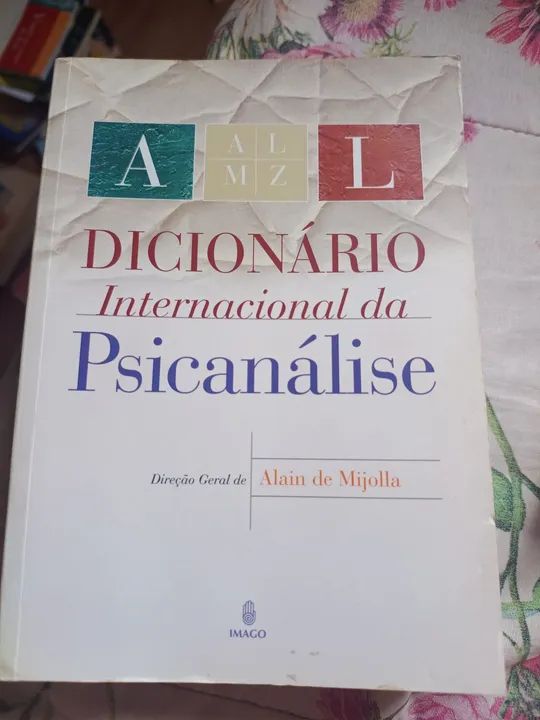 A
A L
M Z
L
DICIONÁRIO
Internacional da
Psicanálise
Direção Geral de Alain de Mijolla
IMAGO